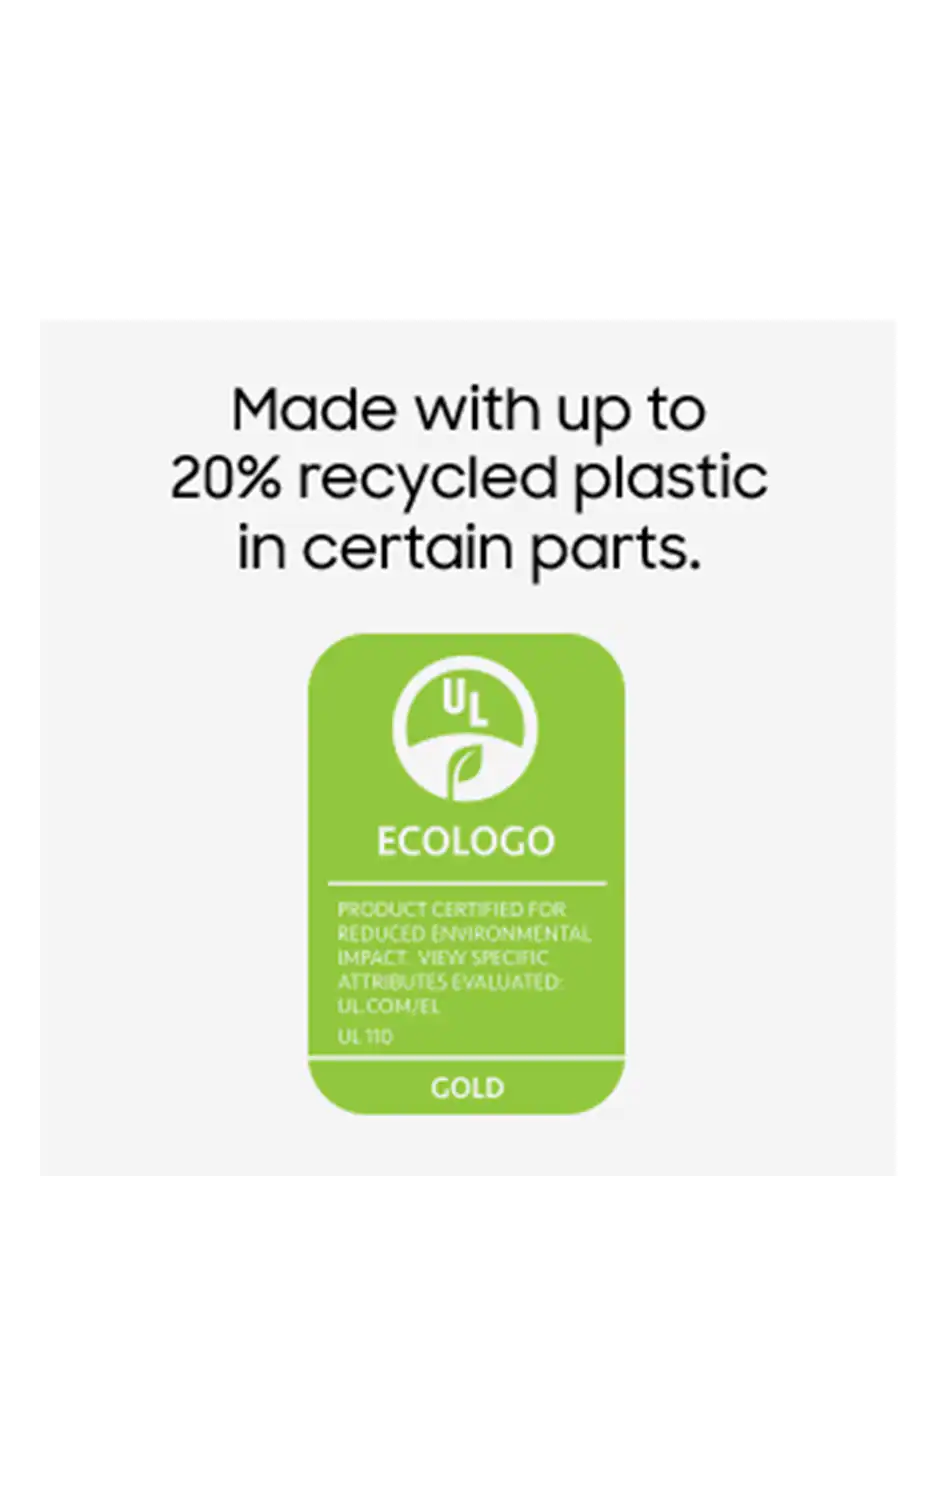 Made with up to
20% recycled plastic
in certain parts.
UL
ECOLOGO
PRODUCT CERTIFIED FOR
REDUCED ENVIRONMENTAL
IMPACT. VIEW SPECIFIC
ATTRIBUTES EVALUATED:
UL.COM/EL
UL 110
GOLD